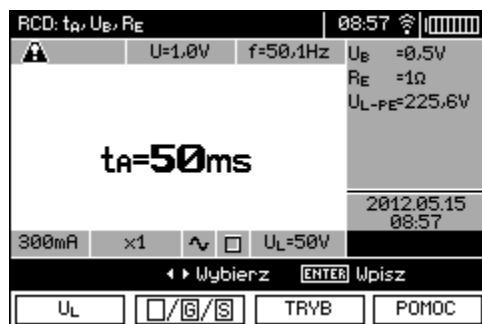 RCD: tA, UB, RE 08:57
U=1,0V f=50,1Hz
UB =0,5V
RE =1Ω
UL-PE=225,6V
tA=50ms
2012.05.15
08:57
300mA x1 UL=50V
Wybierz ENTER Wpisz
UL □/G/S TRYB POMOC